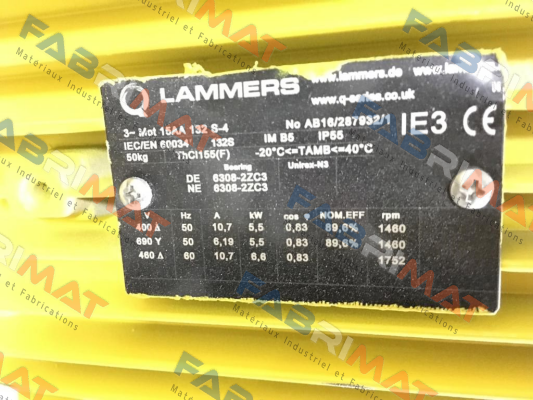 Q LAMMERS
www.lammers.de
www.q-series.co.uk
3~ Mot 15AA 132 S-4
No AB16/287932/1
IE3 CE
IEC/EN 60034 132S IM B5 IP55
50kg ThCl155(F) -20°C<=TAMB<=40°C
Bearing Unirex-N3
DE 6308-2ZC3
NE 6308-2ZC3
V Hz A kW cos φ NOM.EFF rpm
400 Δ 50 10,7 5,5 0,83 89,6% 1460
690 Y 50 6,19 5,5 0,83 89,6% 1460
460 Δ 60 10,7 6,6 0,83 1752
FABRIMAT
Matériaux Industriel et Fabrications